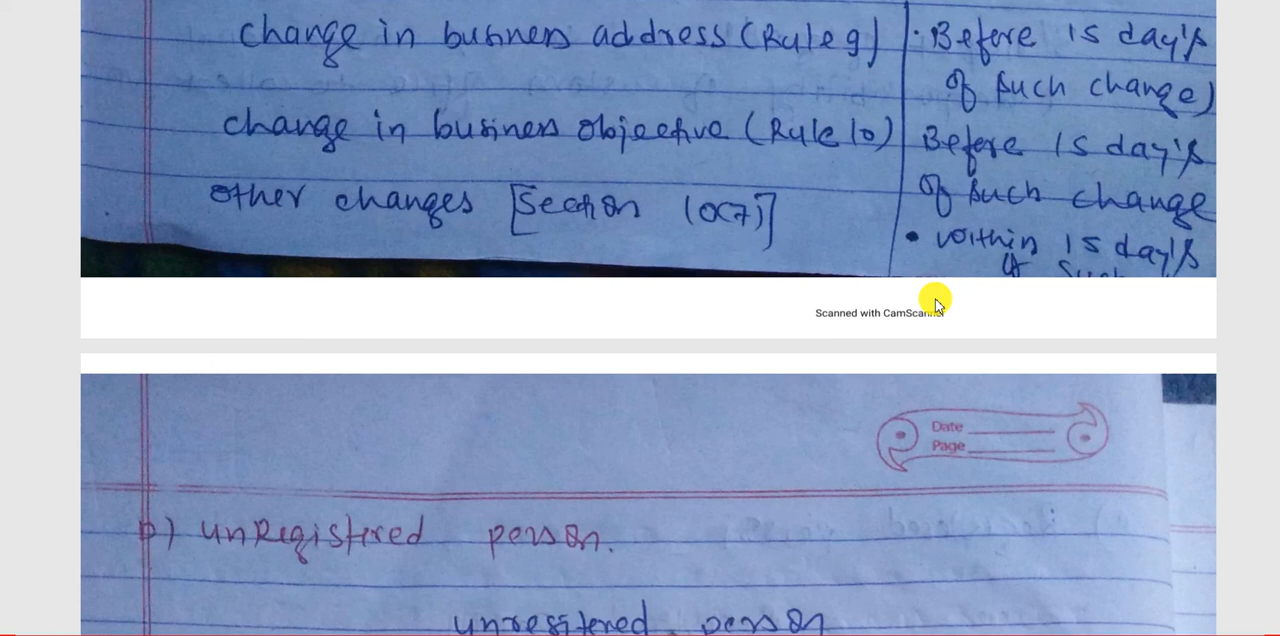 change in business address (Rule 9)
• Before 15 day's
of such change)
change in business objective (Rule 10)
Before 15 day's
of such change
other changes [Section 10(7)]
• within 15 day's
of such
Scanned with CamScanner
Date
Page
b) unRegistered person.
unregistered person